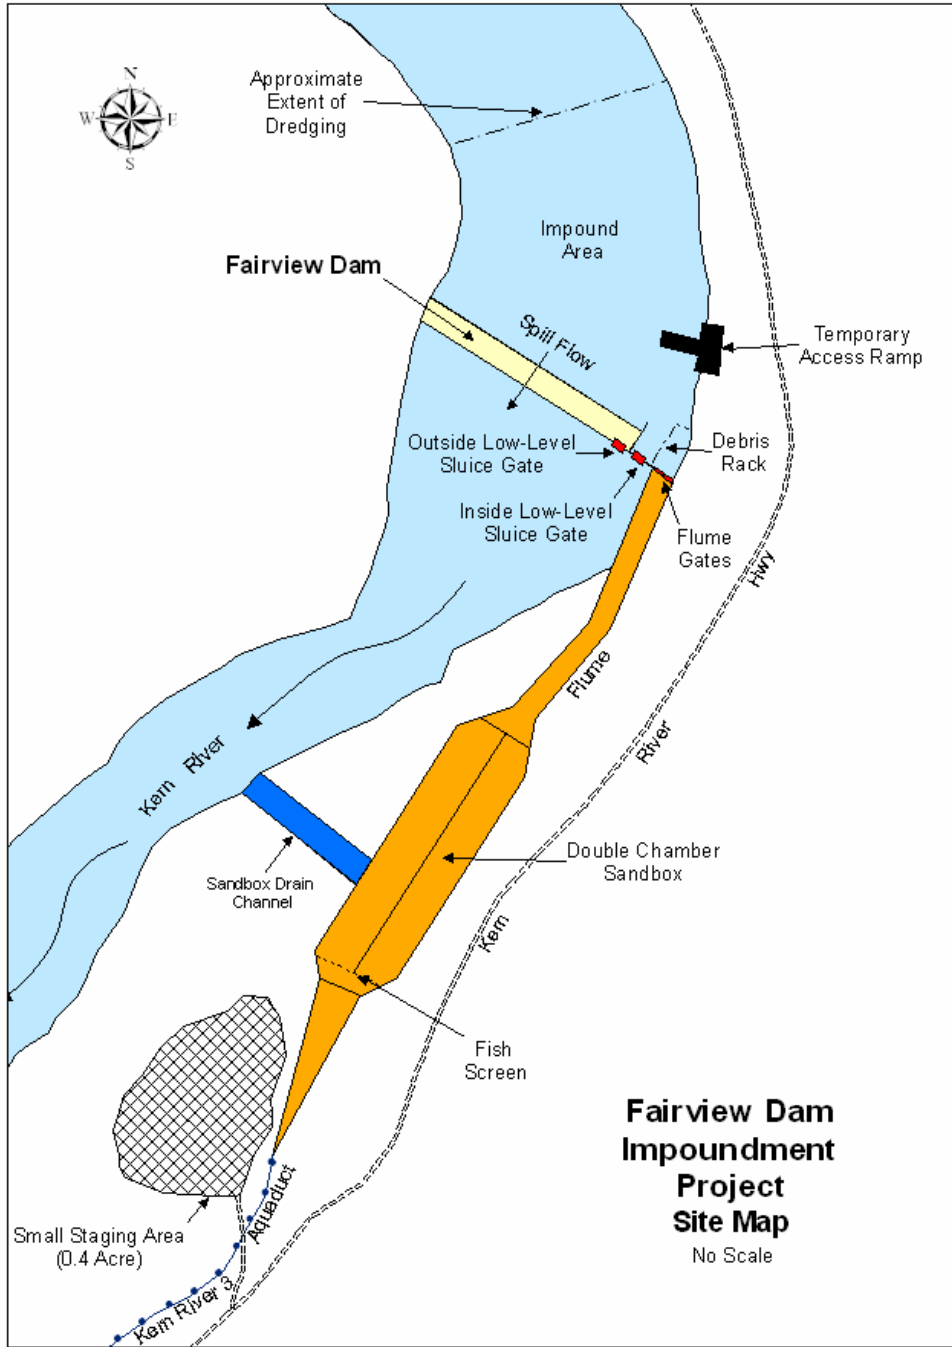 N
W
E
S
Approximate
Extent of
Dredging
Impound
Area
Fairview Dam
Spill Flow
Temporary
Access Ramp
Outside Low-Level
Sluice Gate
Debris
Rack
Inside Low-Level
Sluice Gate
Flume
Gates
Hwy
Flume
River
Kern River
Double Chamber
Sandbox
Sandbox Drain
Channel
Kern
Fish
Screen
Fairview Dam
Impoundment
Project
Site Map
No Scale
Small Staging Area
(0.4 Acre)
Aquaduct
Kern River 3